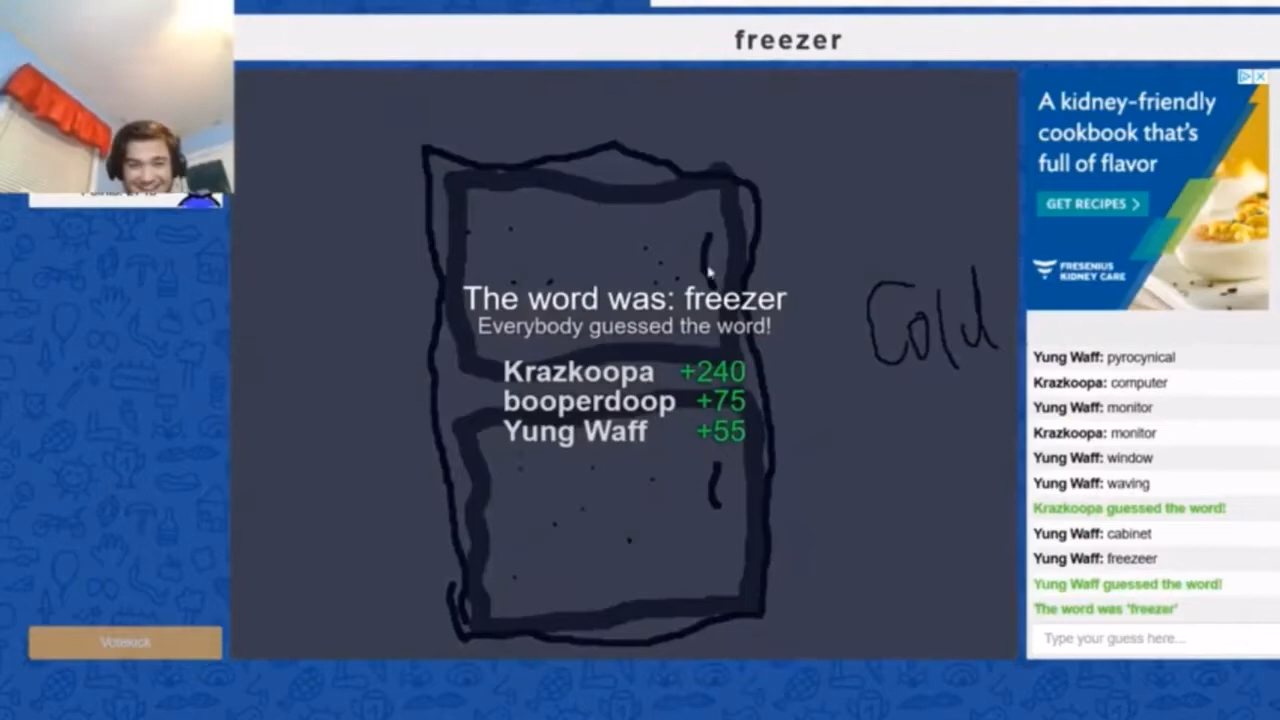 freezer
A kidney-friendly
cookbook that's
full of flavor
GET RECIPES >
FRESENIUS
KIDNEY CARE
The word was: freezer
Everybody guessed the word!
Krazkoopa +240
booperdoop +75
Yung Waff +55
Cold
Yung Waff: pyrocynical
Krazkoopa: computer
Yung Waff: monitor
Krazkoopa: monitor
Yung Waff: window
Yung Waff: waving
Krazkoopa guessed the word!
Yung Waff: cabinet
Yung Waff: freezeer
Yung Waff guessed the word!
The word was 'freezer'
Type your guess here...
Votekick